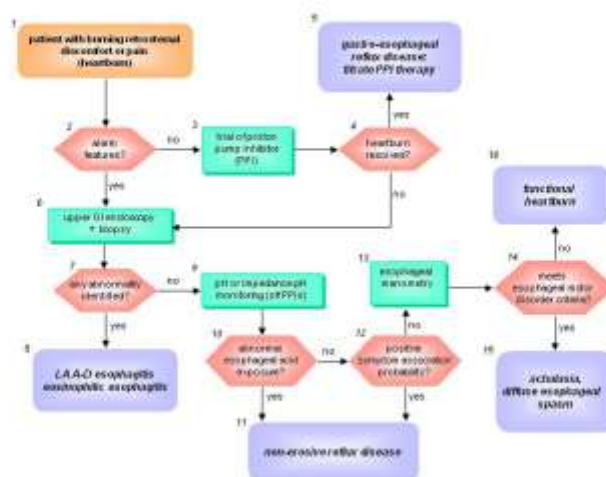 1
patient with burning retrosternal
discomfort or pain
(heartburn)
2
alarm
features?
no
yes
3
trial of proton
pump inhibitor
(PPI)
4
heartburn
resolves?
yes
no
gastro-esophageal
reflux disease:
titrate PPI therapy
6
upper GI endoscopy
+ biopsy
7
any abnormality
identified?
no
yes
8
LA A-D esophagitis
eosinophilic esophagitis
9
pH or impedance pH
monitoring (off PPIs)
10
abnormal
esophageal acid
exposure?
no
yes
11
non-erosive reflux disease
12
positive
symptom association
probability?
no
yes
13
esophageal
manometry
14
meets
esophageal motor
disorder criteria?
no
yes
functional
heartburn
achalasia,
diffuse esophageal
spasm